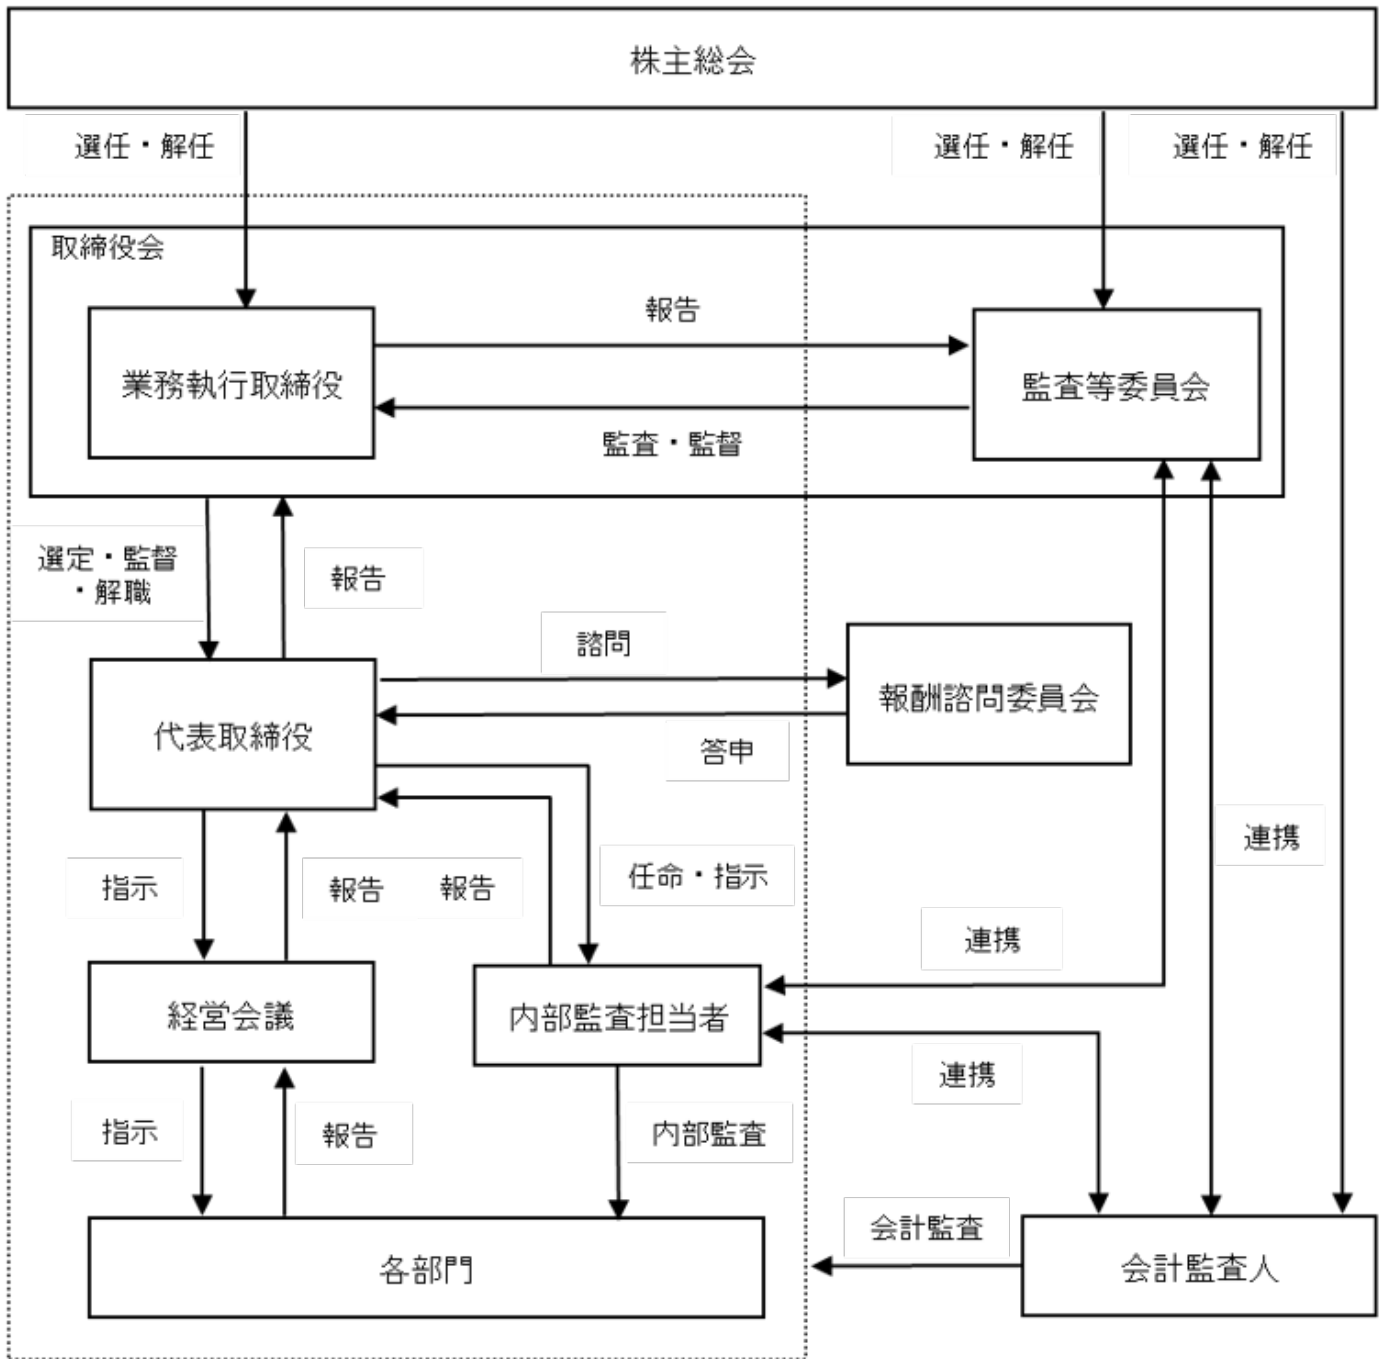 株主総会
選任・解任
選任・解任
選任・解任
取締役会
報告
業務執行取締役
監査等委員会
監査・監督
選定・監督
・解職
報告
諮問
報酬諮問委員会
代表取締役
答申
連携
指示
報告
報告
任命・指示
連携
経営会議
内部監査担当者
連携
指示
報告
内部監査
会計監査
各部門
会計監査人